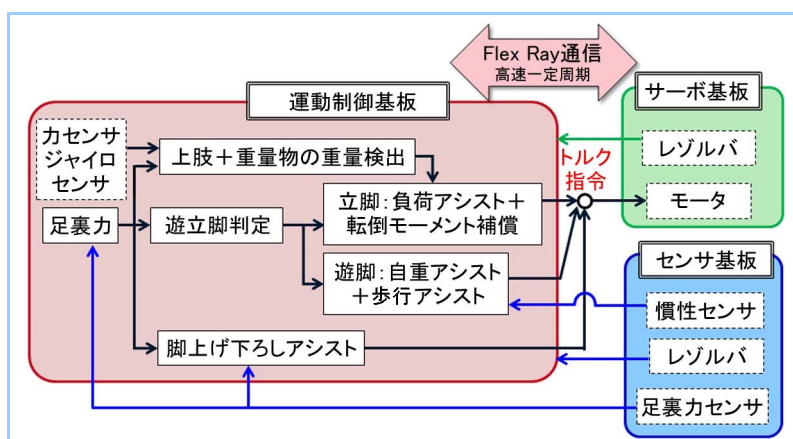 Flex Ray通信
高速一定周期
運動制御基板
サーボ基板
力センサ
ジャイロ
センサ
上肢＋重量物の重量検出
トルク
指令
レゾルバ
立脚：負荷アシスト＋
転倒モーメント補償
モータ
足裏力
遊立脚判定
センサ基板
遊脚：自重アシスト
＋歩行アシスト
慣性センサ
脚上げ下ろしアシスト
レゾルバ
足裏力センサ